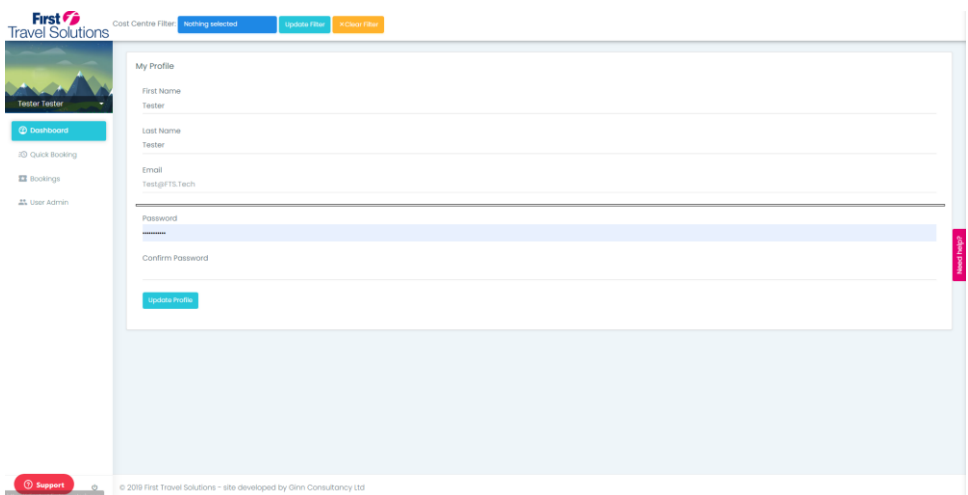 First
Travel Solutions
Cost Centre Filter: Nothing selected Update Filter ×Clear Filter
Tester Tester
Dashboard
Quick Booking
Bookings
User Admin
My Profile
First Name
Tester
Last Name
Tester
Email
Test@FTS.Tech
Password
•••••••••••
Confirm Password
Update Profile
Need help?
Support
© 2019 First Travel Solutions - site developed by Ginn Consultancy Ltd